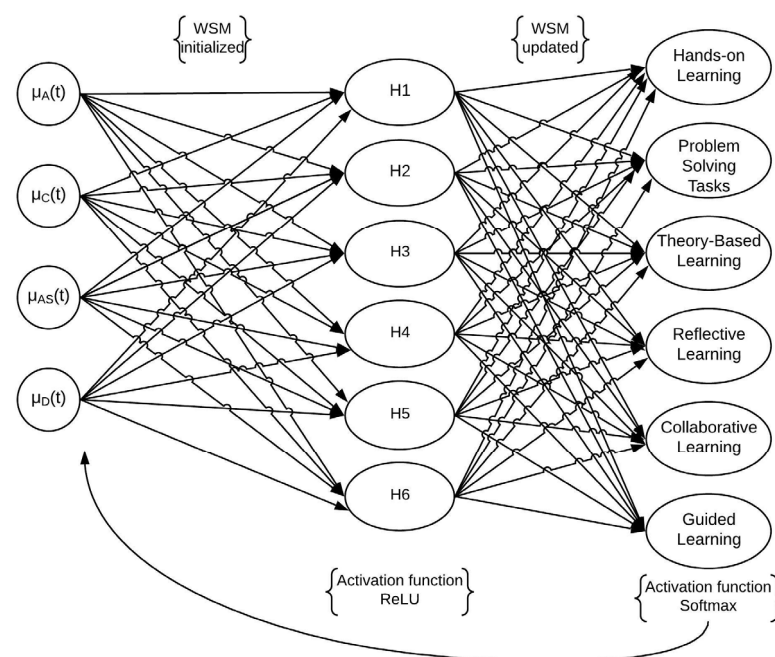 { WSM
initialized }
{ WSM
updated }
μA(t)
μC(t)
μAS(t)
μD(t)
H1
H2
H3
H4
H5
H6
Hands-on
Learning
Problem
Solving
Tasks
Theory-Based
Learning
Reflective
Learning
Collaborative
Learning
Guided
Learning
{ Activation function
ReLU }
{ Activation function
Softmax }